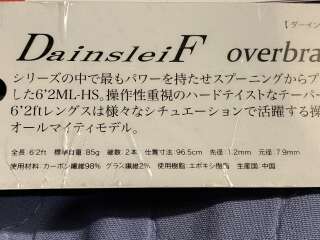 【ダーイン
DainsleiF overbra
シリーズの中で最もパワーを持たせスプーニングからプ
した6'2ML-HS。操作性重視のハードテイストなテーパー
6'2ftレングスは様々なシチュエーションで活躍する操
オールマイティモデル。
全長:6'2ft 標準自重:85g 継数:2本 仕舞寸法:96.5cm 先径:1.2mm 元径:7.9mm
使用材料:カーボン繊維98% グラス繊維2% 使用樹脂:エポキシ樹脂 生産国:中国